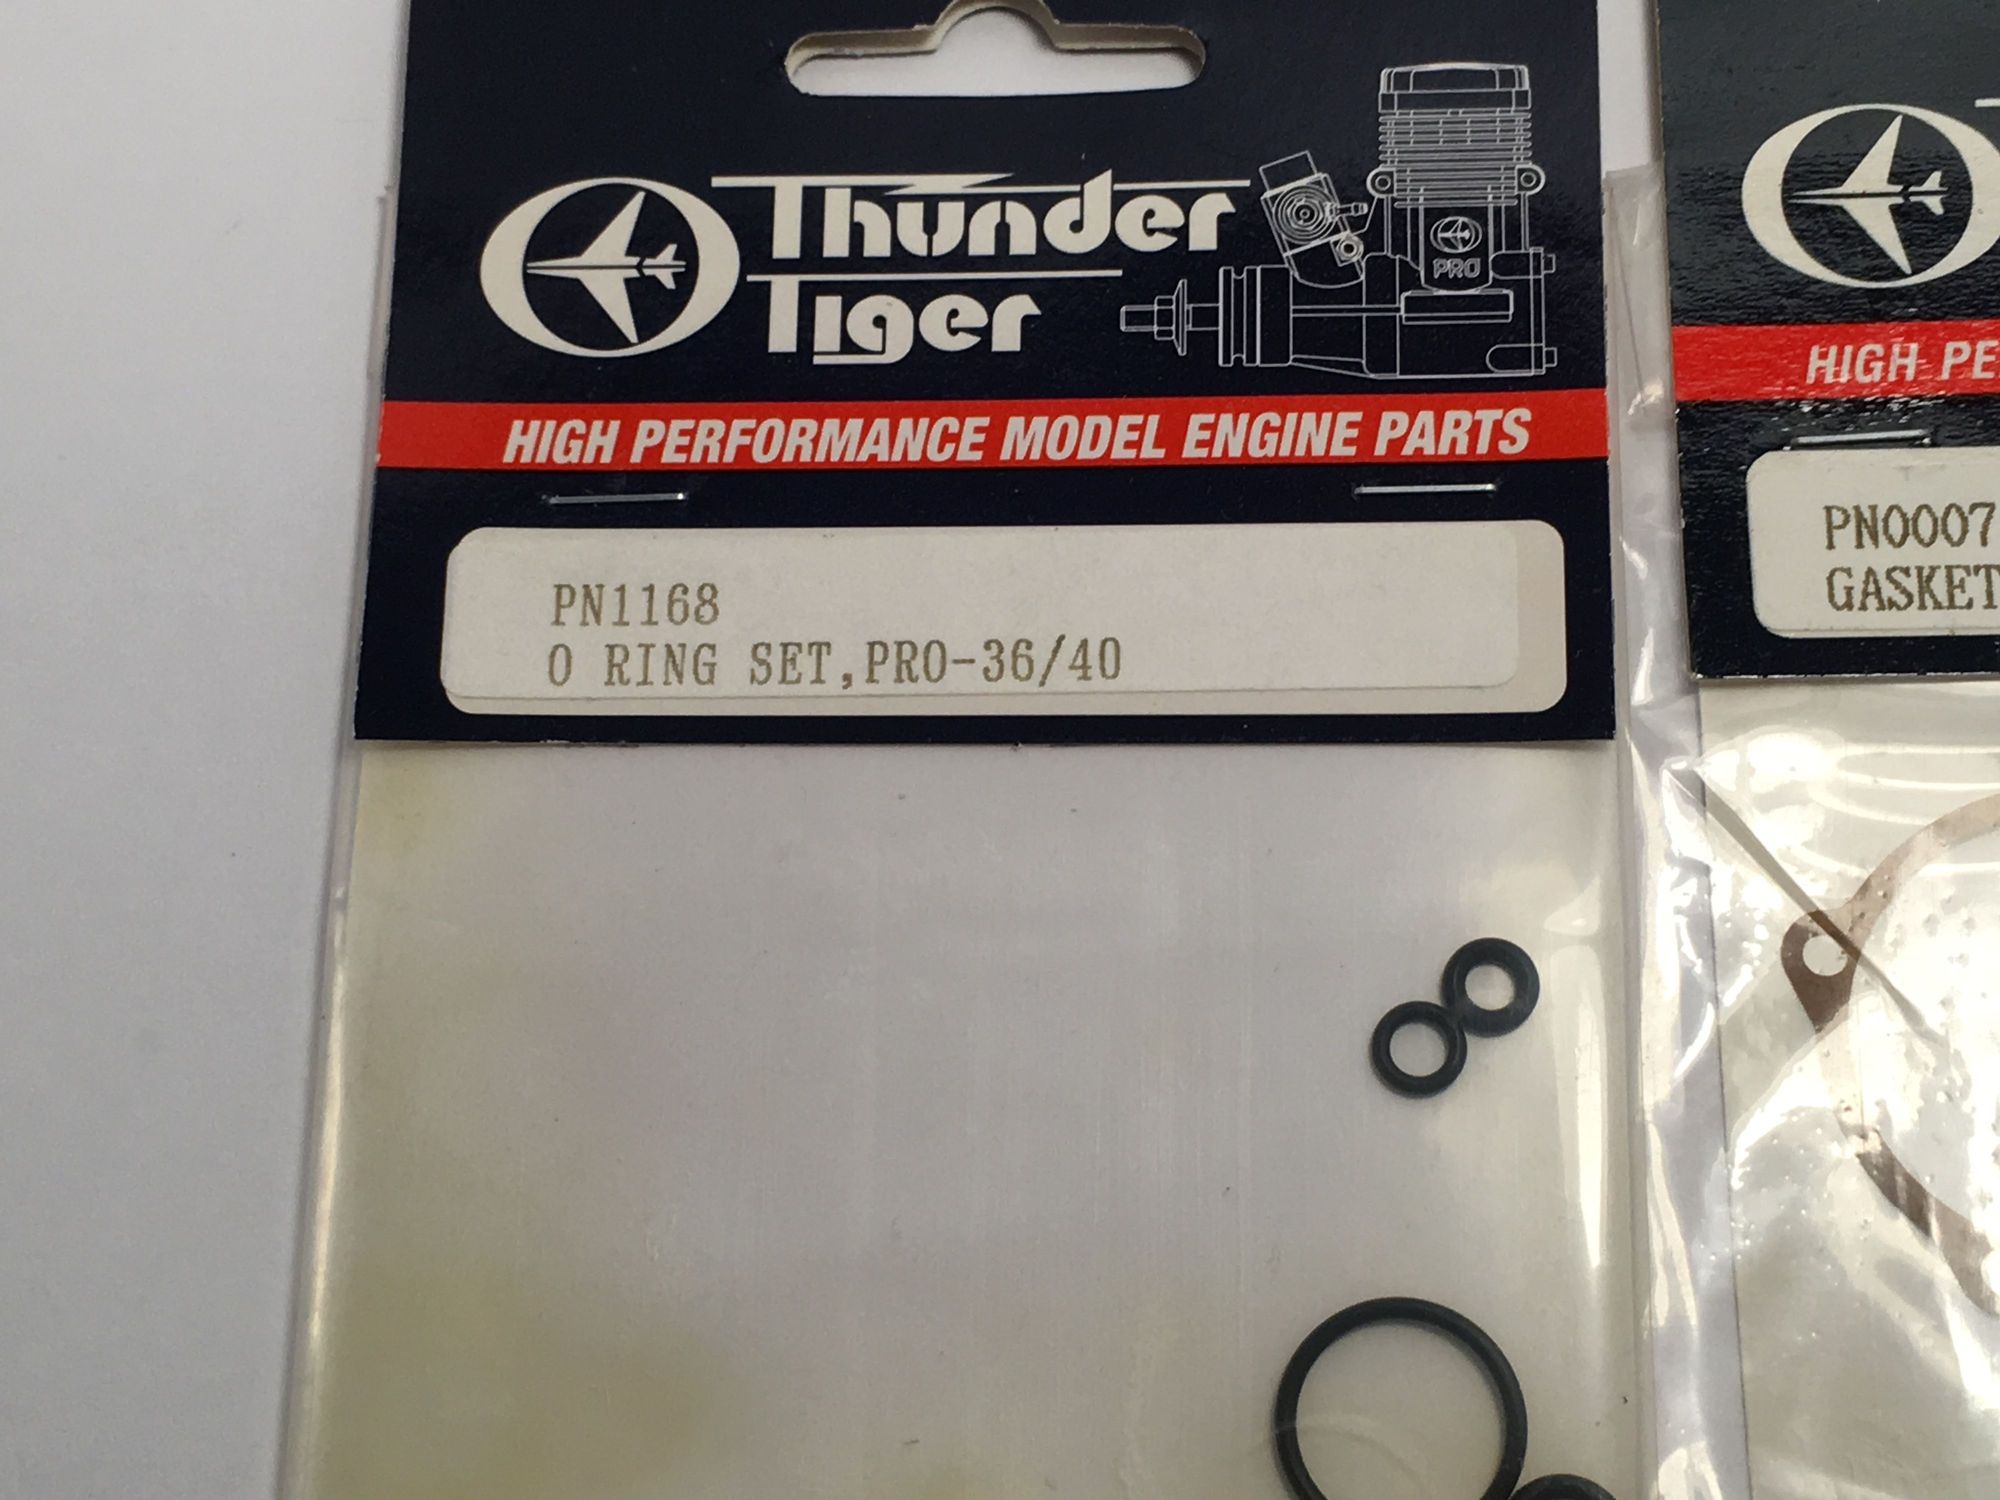 Thunder
Tiger
PRO
HIGH PERFORMANCE MODEL ENGINE PARTS
PN1168
O RING SET,PRO-36/40
HIGH PE
PN0007
GASKET